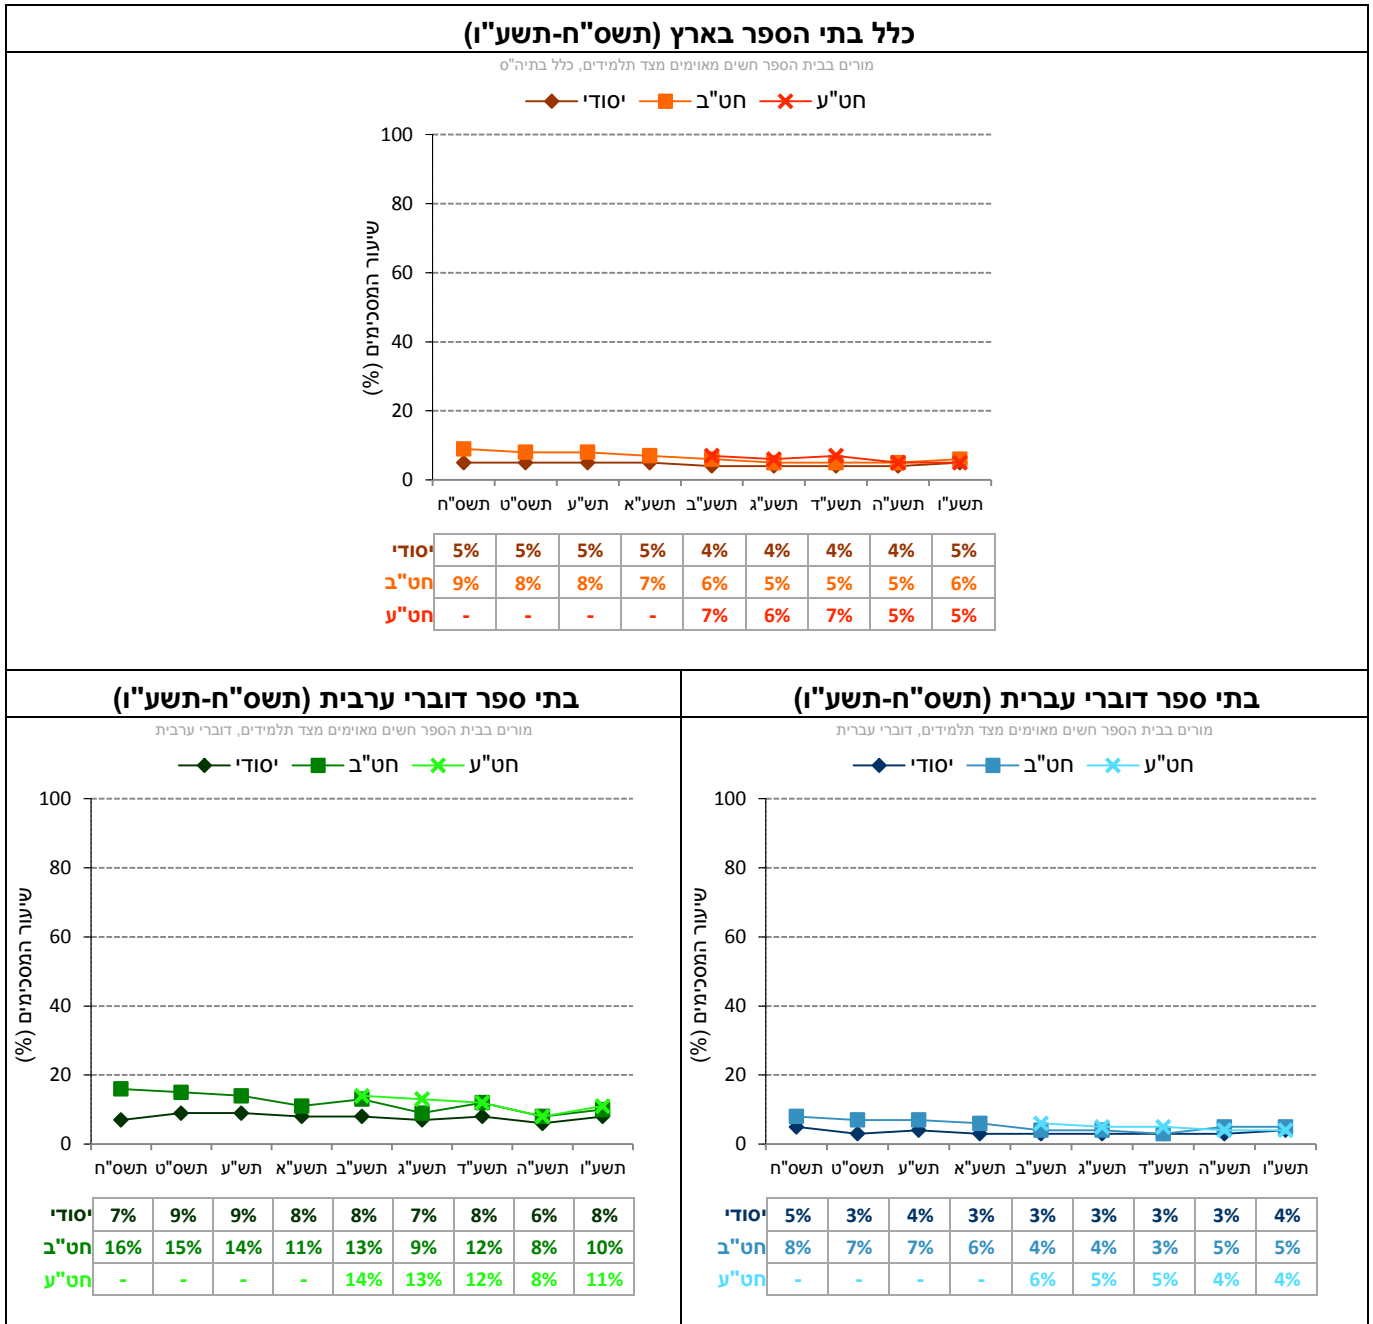 כלל בתי הספר בארץ (תשס"ח-תשע"ו)
מורים בבית הספר חשים מאוימים מצד תלמידים, כלל בתיה"ס
יסודי חט"ב חט"ע
שיעור המסכימים (%)
100
80
60
40
20
0
תשס"ח תשס"ט תש"ע תשע"א תשע"ב תשע"ג תשע"ד תשע"ה תשע"ו
יסודי 5% 5% 5% 5% 4% 4% 4% 4% 5%
חט"ב 9% 8% 8% 7% 6% 5% 5% 5% 6%
חט"ע - - - - 7% 6% 7% 5% 5%
בתי ספר דוברי עברית (תשס"ח-תשע"ו)
מורים בבית הספר חשים מאוימים מצד תלמידים, דוברי עברית
יסודי חט"ב חט"ע
שיעור המסכימים (%)
100
80
60
40
20
0
תשס"ח תשס"ט תש"ע תשע"א תשע"ב תשע"ג תשע"ד תשע"ה תשע"ו
יסודי 5% 3% 4% 3% 3% 3% 3% 3% 4%
חט"ב 8% 7% 7% 6% 4% 4% 3% 5% 5%
חט"ע - - - - 6% 5% 5% 4% 4%
בתי ספר דוברי ערבית (תשס"ח-תשע"ו)
מורים בבית הספר חשים מאוימים מצד תלמידים, דוברי ערבית
יסודי חט"ב חט"ע
שיעור המסכימים (%)
100
80
60
40
20
0
תשס"ח תשס"ט תש"ע תשע"א תשע"ב תשע"ג תשע"ד תשע"ה תשע"ו
יסודי 7% 9% 9% 8% 8% 7% 8% 6% 8%
חט"ב 16% 15% 14% 11% 13% 9% 12% 8% 10%
חט"ע - - - - 14% 13% 12% 8% 11%